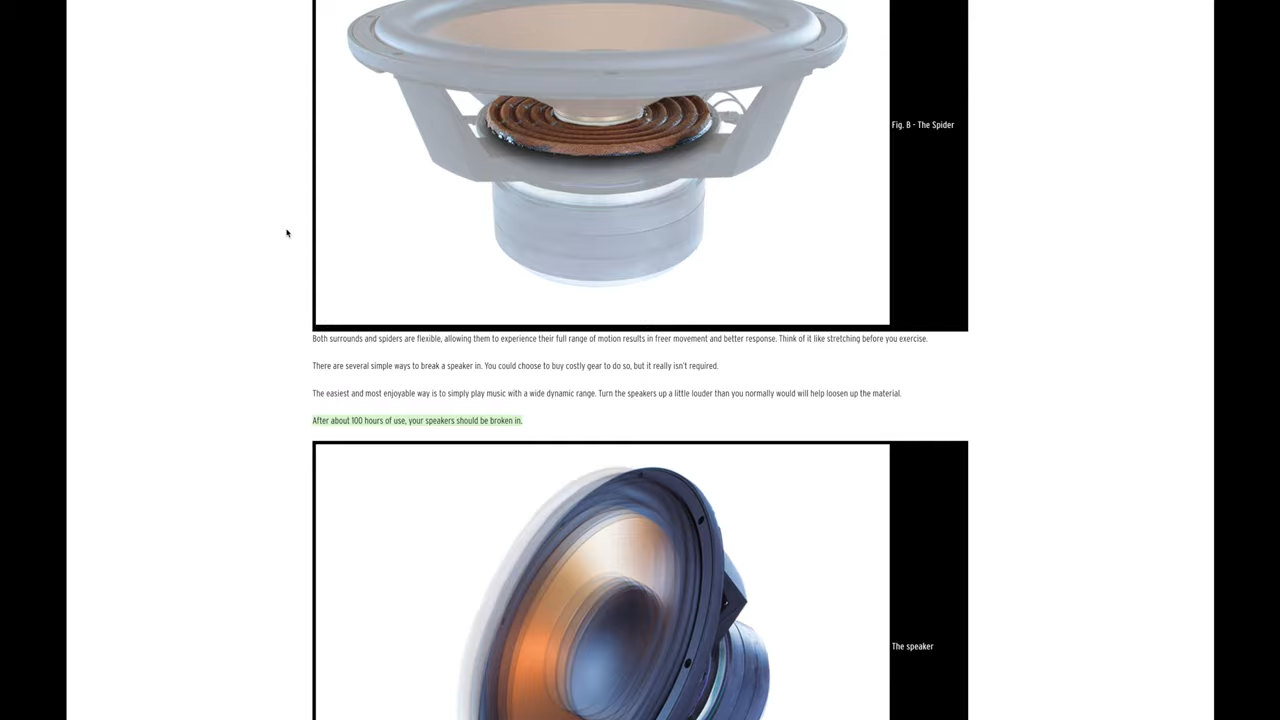 Fig. B - The Spider
Both surrounds and spiders are flexible, allowing them to experience their full range of motion results in freer movement and better response. Think of it like stretching before you exercise.
There are several simple ways to break a speaker in. You could choose to buy costly gear to do so, but it really isn't required.
The easiest and most enjoyable way is to simply play music with a wide dynamic range. Turn the speakers up a little louder than you normally would will help loosen up the material.
After about 100 hours of use, your speakers should be broken in.
The speaker